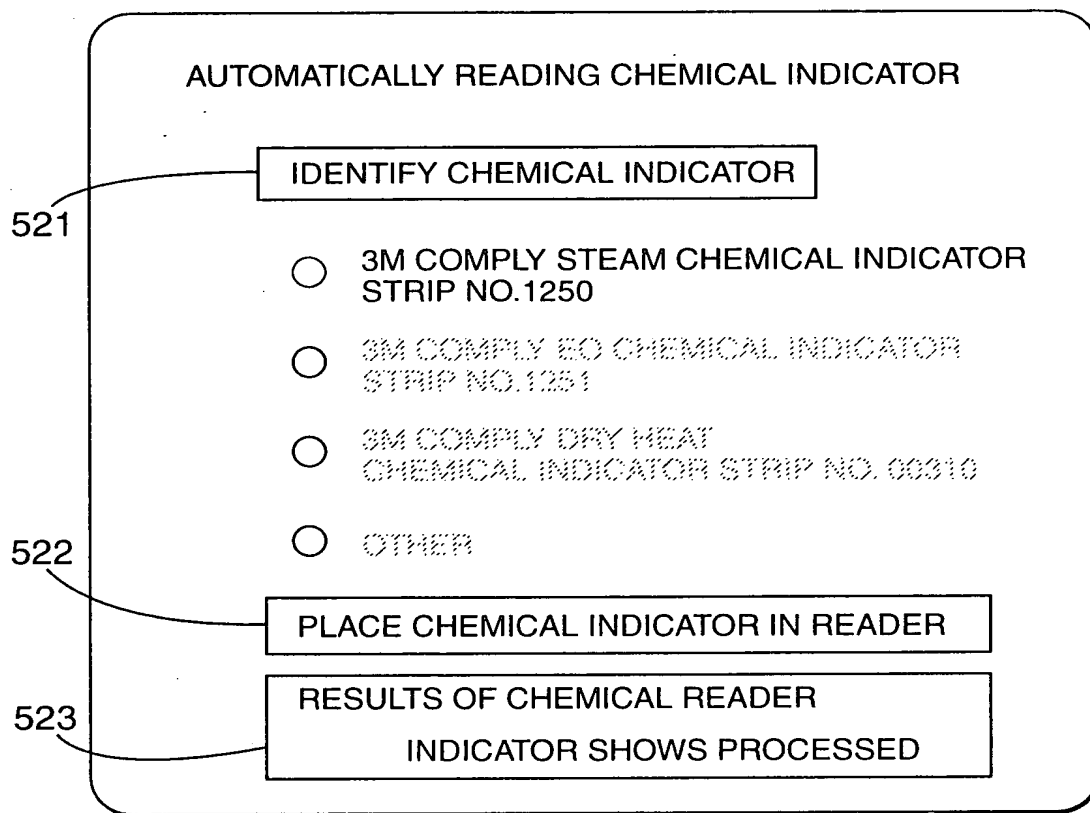 AUTOMATICALLY READING CHEMICAL INDICATOR
IDENTIFY CHEMICAL INDICATOR
521
3M COMPLY STEAM CHEMICAL INDICATOR
STRIP NO.1250
3M COMPLY EO CHEMICAL INDICATOR
STRIP NO.1251
3M COMPLY DRY HEAT
CHEMICAL INDICATOR STRIP NO. 00310
OTHER
522
PLACE CHEMICAL INDICATOR IN READER
RESULTS OF CHEMICAL READER
523
INDICATOR SHOWS PROCESSED